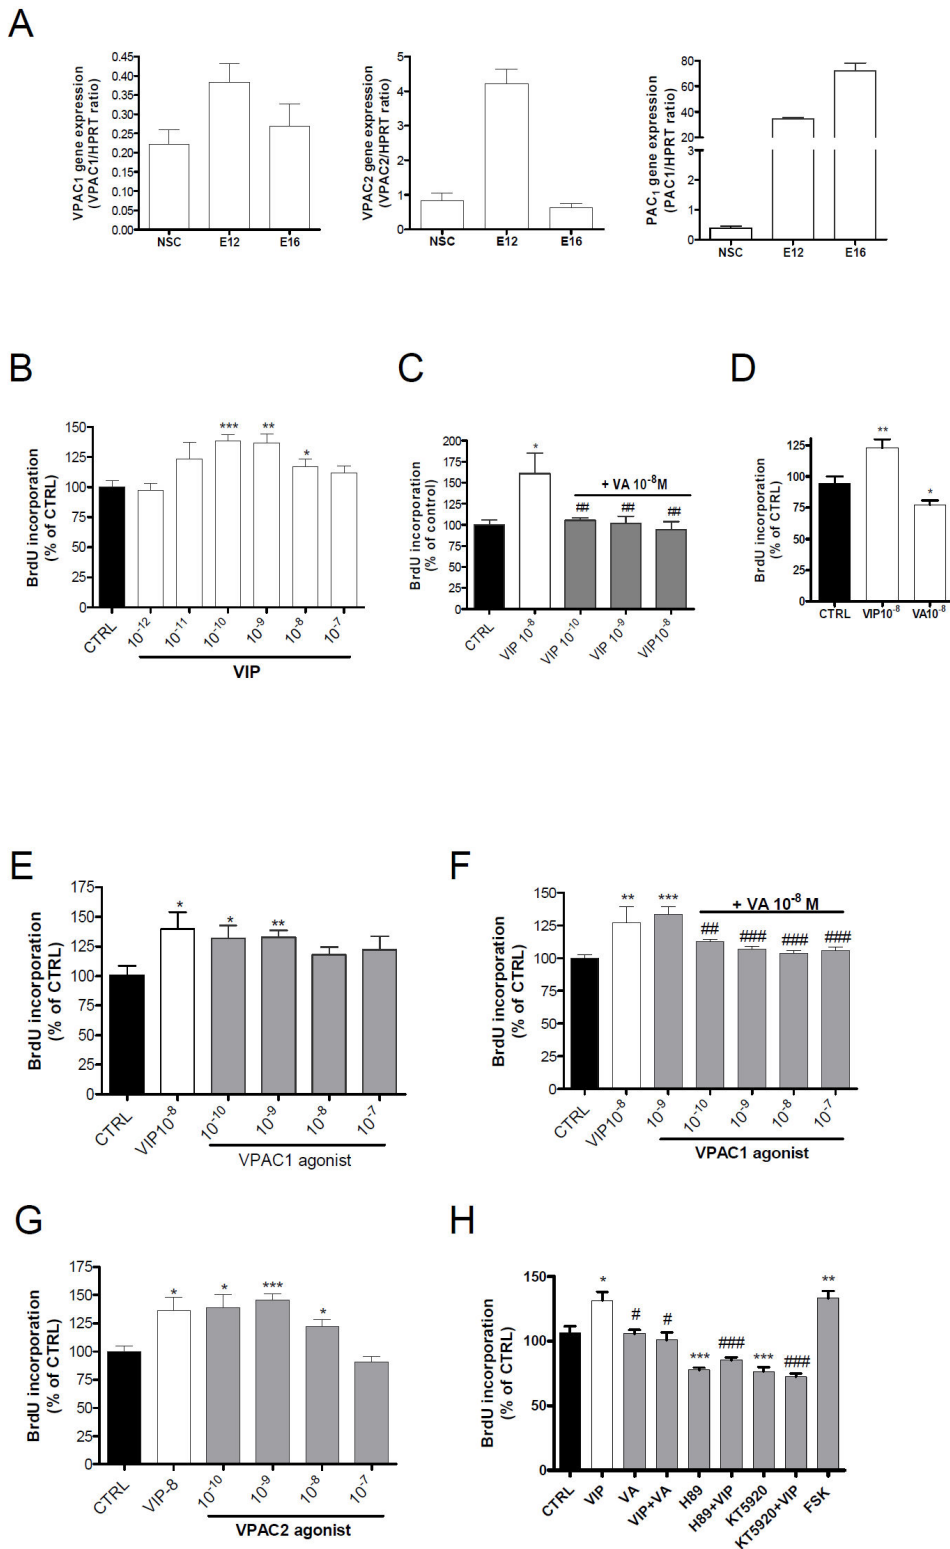 A
VPAC1 gene expression
(VPAC1/HPRT ratio)
0.45
0.40
0.35
0.30
0.25
0.20
0.15
0.10
0.05
0.00
NSC E12 E16
VPAC2 gene expression
(VPAC2/HPRT ratio)
5
4
3
2
1
0
NSC E12 E16
PAC₁ gene expression
(PAC1/HPRT ratio)
80
60
40
20
3
2
1
0
NSC E12 E16
B
BrdU incorporation
(% of CTRL)
150
125
100
75
50
25
0
*** ** *
CTRL 10⁻¹² 10⁻¹¹ 10⁻¹⁰ 10⁻⁹ 10⁻⁸ 10⁻⁷
VIP
C
BrdU incorporation
(% of control)
200
175
150
125
100
75
50
25
0
*
+ VA 10⁻⁸M
## ## ##
CTRL VIP 10⁻⁸ VIP 10⁻¹⁰ VIP 10⁻⁹ VIP10⁻⁸
D
BrdU incorporation
(% of CTRL)
125
100
75
50
25
0
** *
CTRL VIP10⁻⁸ VA10⁻⁸
E
BrdU incorporation
(% of CTRL)
175
150
125
100
75
50
25
0
* * **
CTRL VIP10⁻⁸ 10⁻¹⁰ 10⁻⁹ 10⁻⁸ 10⁻⁷
VPAC1 agonist
F
BrdU incorporation
(% of CTRL)
150
125
100
75
50
25
0
** ***
+ VA 10⁻⁸ M
## ### ### ###
CTRL VIP10⁻⁸ 10⁻⁹ 10⁻¹⁰ 10⁻⁹ 10⁻⁸ 10⁻⁷
VPAC1 agonist
G
BrdU incorporation
(% of CTRL)
175
150
125
100
75
50
25
0
* * *** *
CTRL VIP-8 10⁻¹⁰ 10⁻⁹ 10⁻⁸ 10⁻⁷
VPAC2 agonist
H
BrdU incorporation
(% of CTRL)
150
100
50
0
* # # *** ### *** ### **
CTRL VIP VA VIP+VA H89 H89+VIP KT5920 KT5920+VIP FSK